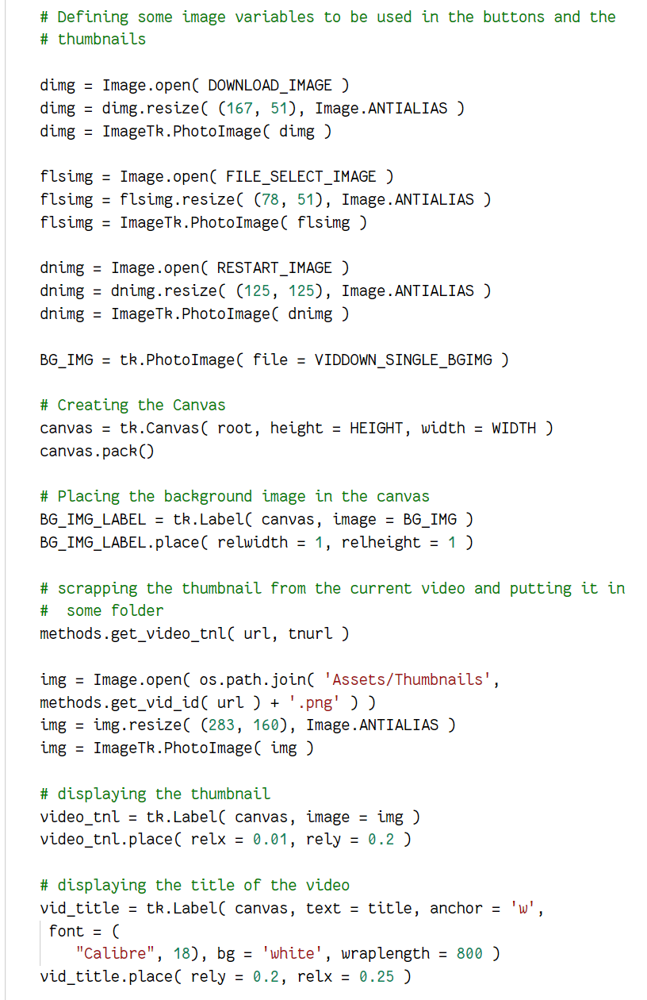 # Defining some image variables to be used in the buttons and the
# thumbnails
dimg = Image.open( DOWNLOAD_IMAGE )
dimg = dimg.resize( (167, 51), Image.ANTIALIAS )
dimg = ImageTk.PhotoImage( dimg )
flsimg = Image.open( FILE_SELECT_IMAGE )
flsimg = flsimg.resize( (78, 51), Image.ANTIALIAS )
flsimg = ImageTk.PhotoImage( flsimg )
dnimg = Image.open( RESTART_IMAGE )
dnimg = dnimg.resize( (125, 125), Image.ANTIALIAS )
dnimg = ImageTk.PhotoImage( dnimg )
BG_IMG = tk.PhotoImage( file = VIDDOWN_SINGLE_BGIMG )
# Creating the Canvas
canvas = tk.Canvas( root, height = HEIGHT, width = WIDTH )
canvas.pack()
# Placing the background image in the canvas
BG_IMG_LABEL = tk.Label( canvas, image = BG_IMG )
BG_IMG_LABEL.place( relwidth = 1, relheight = 1 )
# scrapping the thumbnail from the current video and putting it in
#  some folder
methods.get_video_tnl( url, tnurl )
img = Image.open( os.path.join( 'Assets/Thumbnails',
methods.get_vid_id( url ) + '.png' ) )
img = img.resize( (283, 160), Image.ANTIALIAS )
img = ImageTk.PhotoImage( img )
# displaying the thumbnail
video_tnl = tk.Label( canvas, image = img )
video_tnl.place( relx = 0.01, rely = 0.2 )
# displaying the title of the video
vid_title = tk.Label( canvas, text = title, anchor = 'w',
 font = (
    "Calibre", 18), bg = 'white', wraplength = 800 )
vid_title.place( rely = 0.2, relx = 0.25 )